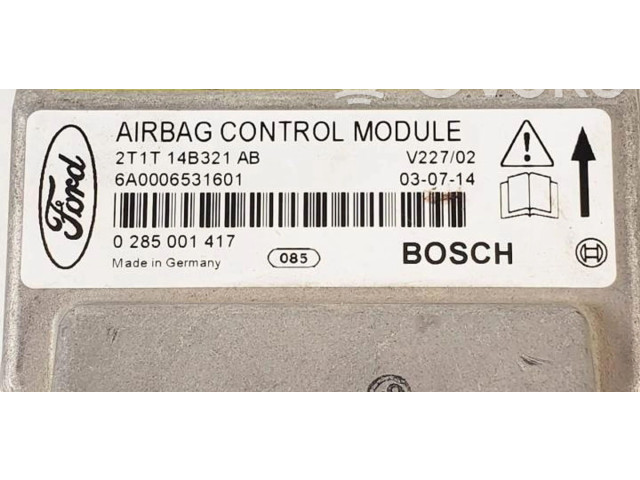 Ford
AIRBAG CONTROL MODULE
2T1T 14B321 AB V227/02
6A0006531601 03-07-14
0 285 001 417
Made in Germany 085 BOSCH